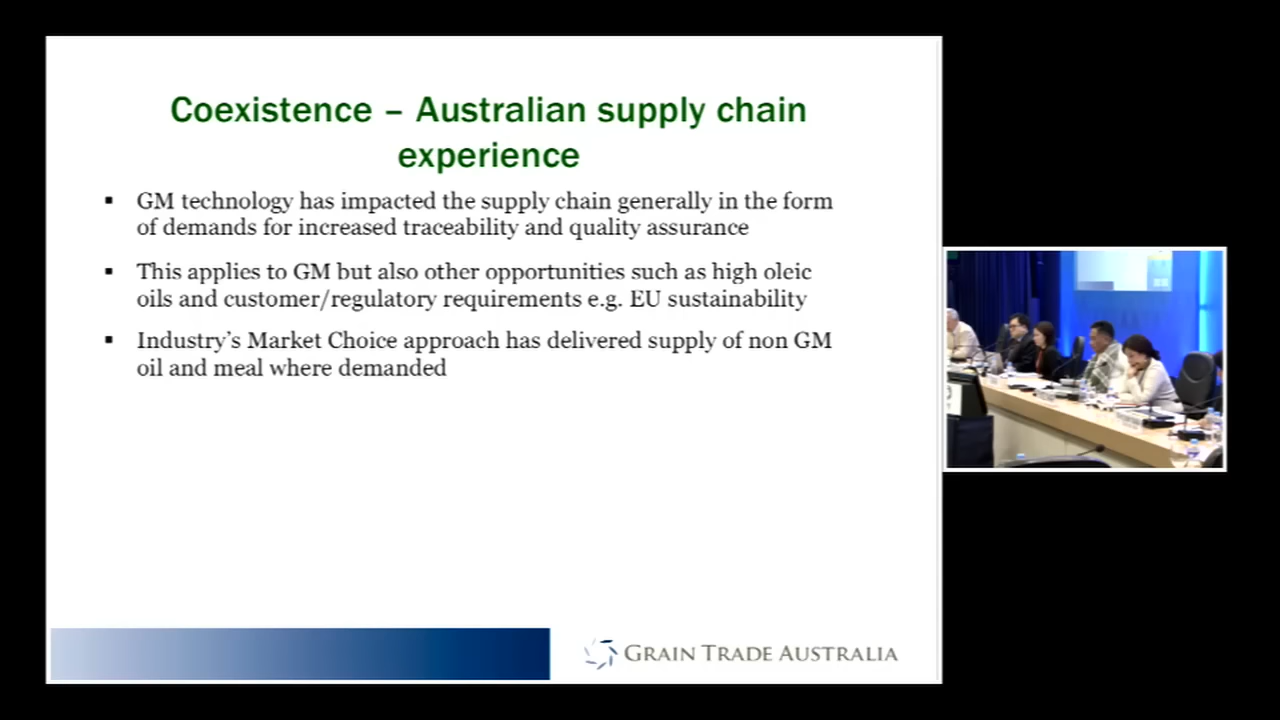 Coexistence – Australian supply chain
experience
▪ GM technology has impacted the supply chain generally in the form
of demands for increased traceability and quality assurance
▪ This applies to GM but also other opportunities such as high oleic
oils and customer/regulatory requirements e.g. EU sustainability
▪ Industry’s Market Choice approach has delivered supply of non GM
oil and meal where demanded
GRAIN TRADE AUSTRALIA